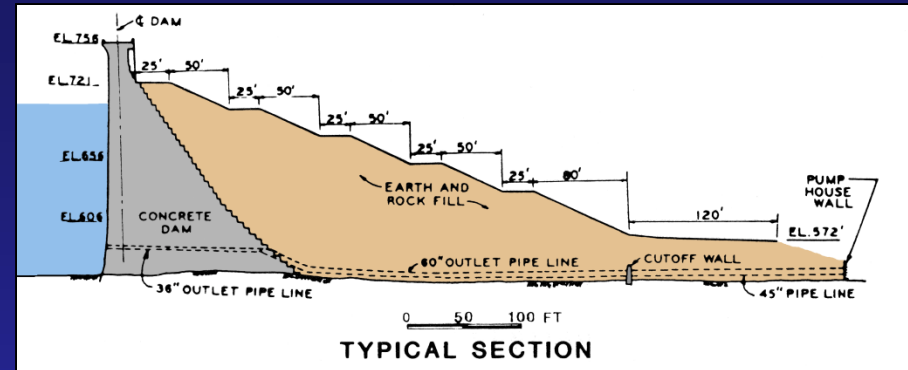 ℄ DAM
EL.756
EL.721
25' 50'
25' 50'
25' 50'
25' 50'
25' 80'
120'
PUMP
HOUSE
WALL
EL.656
EARTH AND
ROCK FILL
EL.606
CONCRETE
DAM
EL.572'
60" OUTLET PIPE LINE
CUTOFF WALL
36" OUTLET PIPE LINE
45" PIPE LINE
0 50 100 FT
TYPICAL SECTION